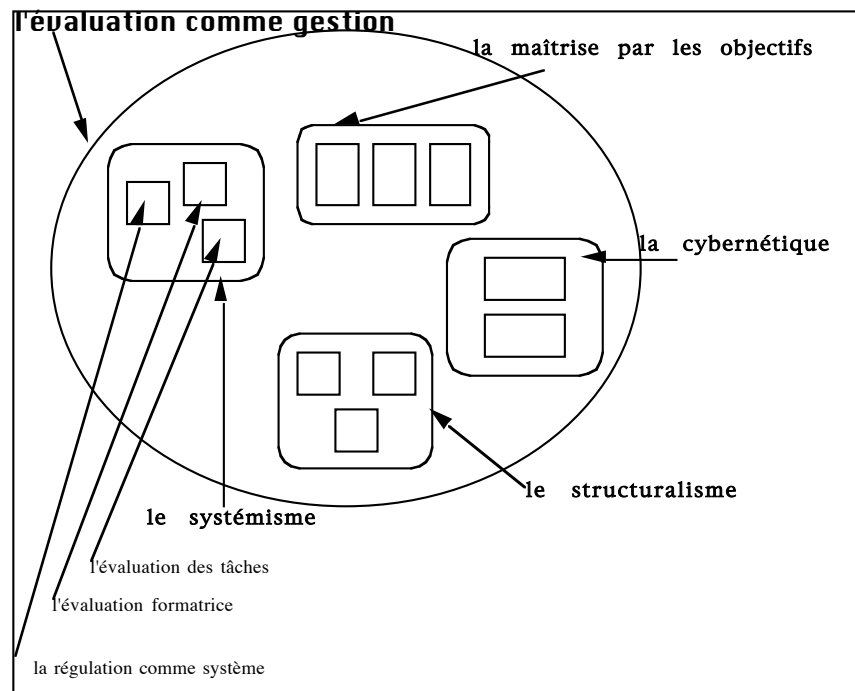 l'évaluation comme gestion
la maîtrise par les objectifs
la cybernétique
le structuralisme
le systémisme
l'évaluation des tâches
l'évaluation formatrice
la régulation comme système